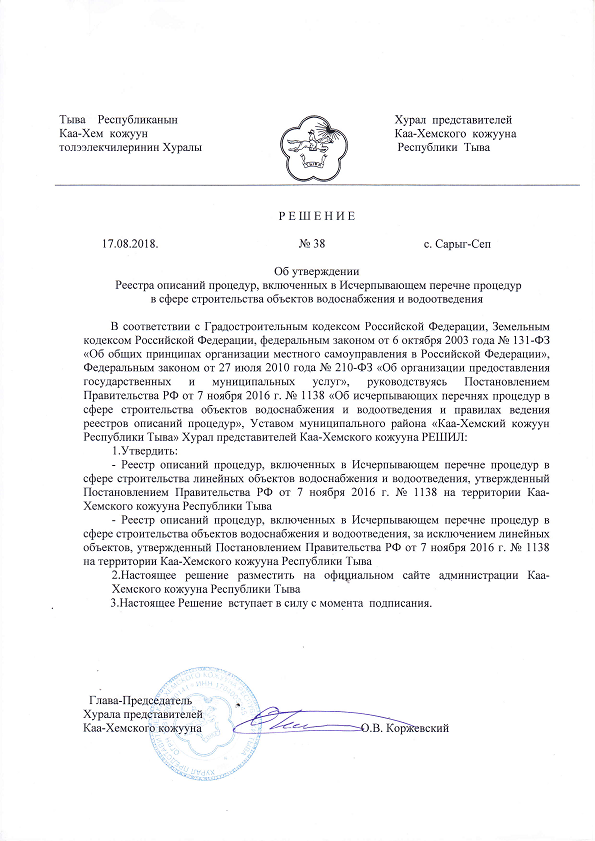 Тыва Республиканын
Каа-Хем кожуун
толээлекчилеринин Хуралы
Хурал представителей
Каа-Хемского кожууна
Республики Тыва
ТЫВА
Р Е Ш Е Н И Е
17.08.2018. № 38 с. Сарыг-Сеп
Об утверждении
Реестра описаний процедур, включенных в Исчерпывающем перечне процедур
в сфере строительства объектов водоснабжения и водоотведения
В соответствии с Градостроительным кодексом Российской Федерации, Земельным
кодексом Российской Федерации, федеральным законом от 6 октября 2003 года № 131-ФЗ
«Об общих принципах организации местного самоуправления в Российской Федерации»,
Федеральным законом от 27 июля 2010 года № 210-ФЗ «Об организации предоставления
государственных и муниципальных услуг», руководствуясь Постановлением
Правительства РФ от 7 ноября 2016 г. № 1138 «Об исчерпывающих перечнях процедур в
сфере строительства объектов водоснабжения и водоотведения и правилах ведения
реестров описаний процедур», Уставом муниципального района «Каа-Хемский кожуун
Республики Тыва» Хурал представителей Каа-Хемского кожууна РЕШИЛ:
1.Утвердить:
- Реестр описаний процедур, включенных в Исчерпывающем перечне процедур в
сфере строительства линейных объектов водоснабжения и водоотведения, утвержденный
Постановлением Правительства РФ от 7 ноября 2016 г. № 1138 на территории Каа-
Хемского кожууна Республики Тыва
- Реестр описаний процедур, включенных в Исчерпывающем перечне процедур в
сфере строительства объектов водоснабжения и водоотведения, за исключением линейных
объектов, утвержденный Постановлением Правительства РФ от 7 ноября 2016 г. № 1138
на территории Каа-Хемского кожууна Республики Тыва
2.Настоящее решение разместить на официальном сайте администрации Каа-
Хемского кожууна Республики Тыва
3.Настоящее Решение вступает в силу с момента подписания.
Глава-Председатель
Хурала представителей
Каа-Хемского кожууна О.В. Коржевский